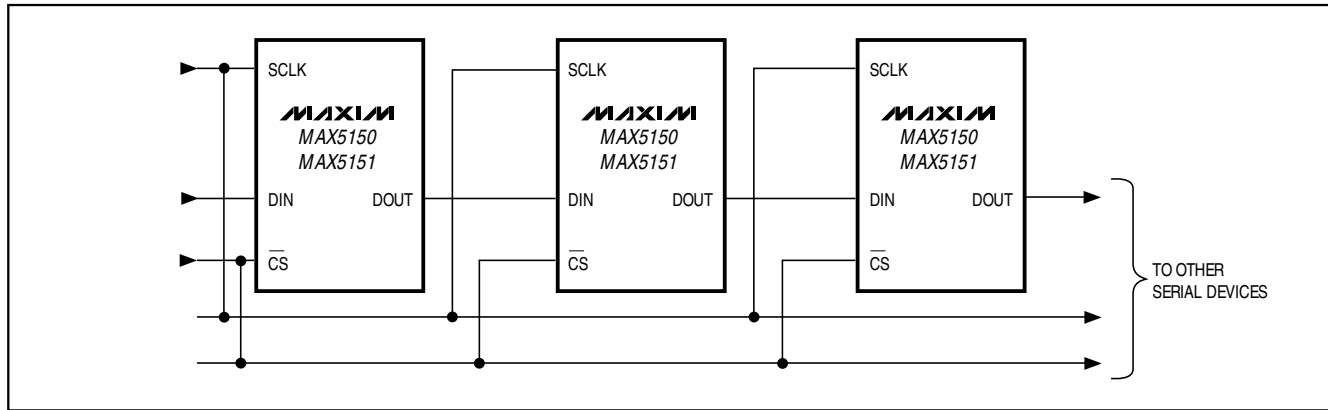 SCLK
MAXIM
MAX5150
MAX5151
DIN DOUT
CS
SCLK
MAXIM
MAX5150
MAX5151
DIN DOUT
CS
SCLK
MAXIM
MAX5150
MAX5151
DIN DOUT
CS
TO OTHER
SERIAL DEVICES